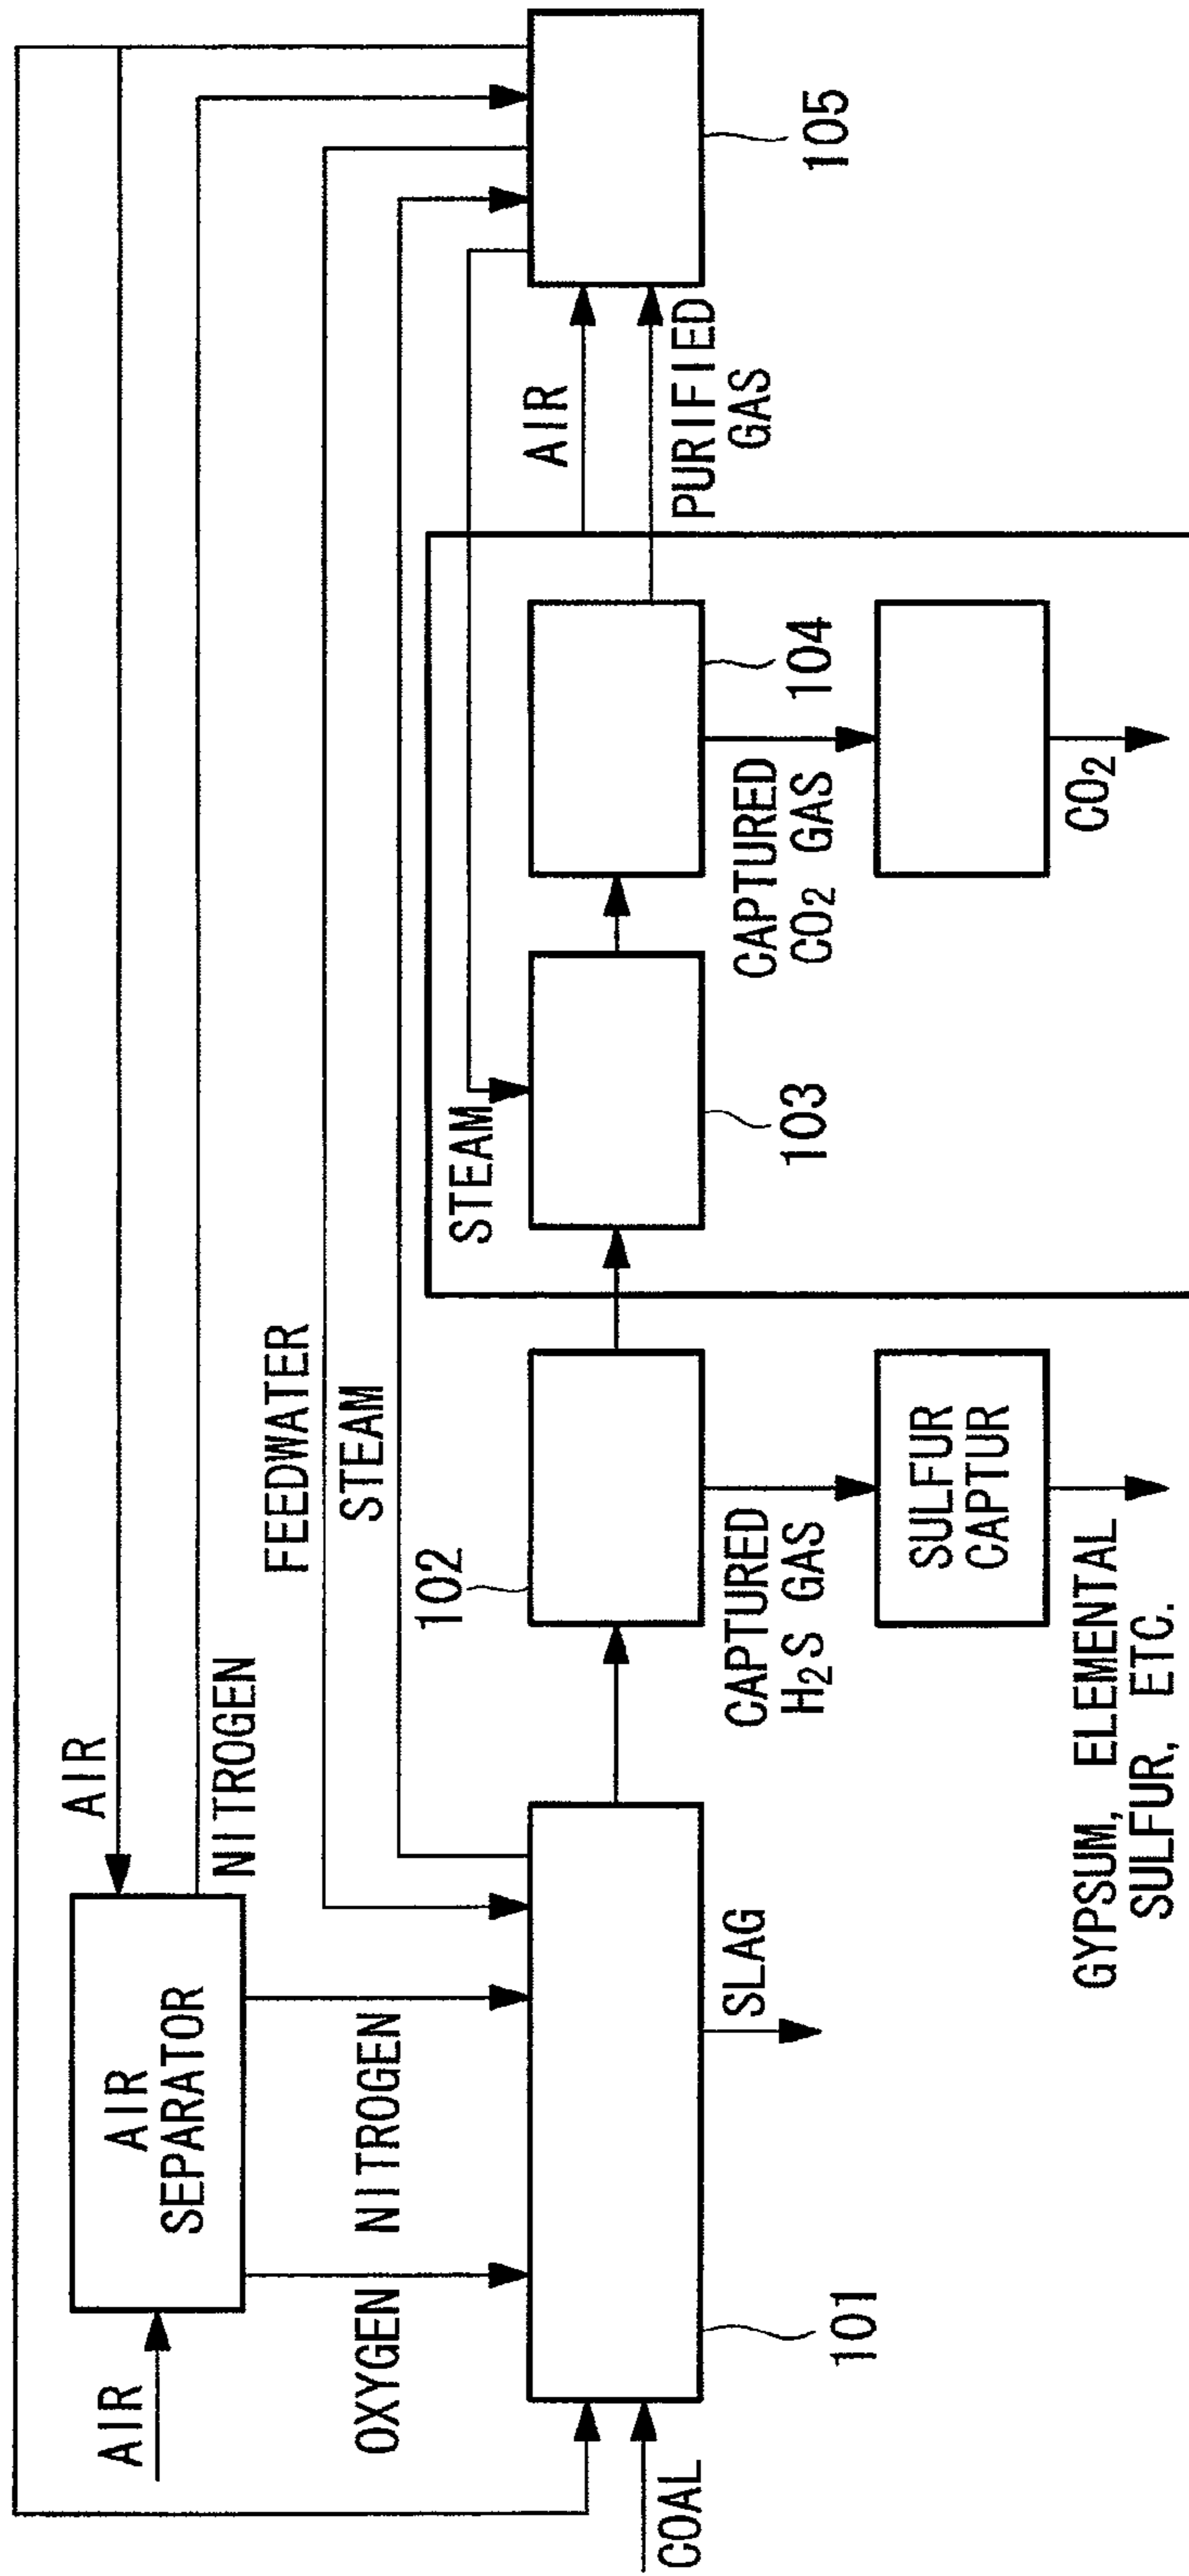 AIR
AIR
SEPARATOR
AIR
NITROGEN
OXYGEN
NITROGEN
FEEDWATER
STEAM
COAL
101
SLAG
102
CAPTURED
H₂S GAS
SULFUR
CAPTUR
GYPSUM, ELEMENTAL
SULFUR, ETC.
STEAM
103
104
CAPTURED
CO₂ GAS
CO₂
AIR
PURIFIED
GAS
105